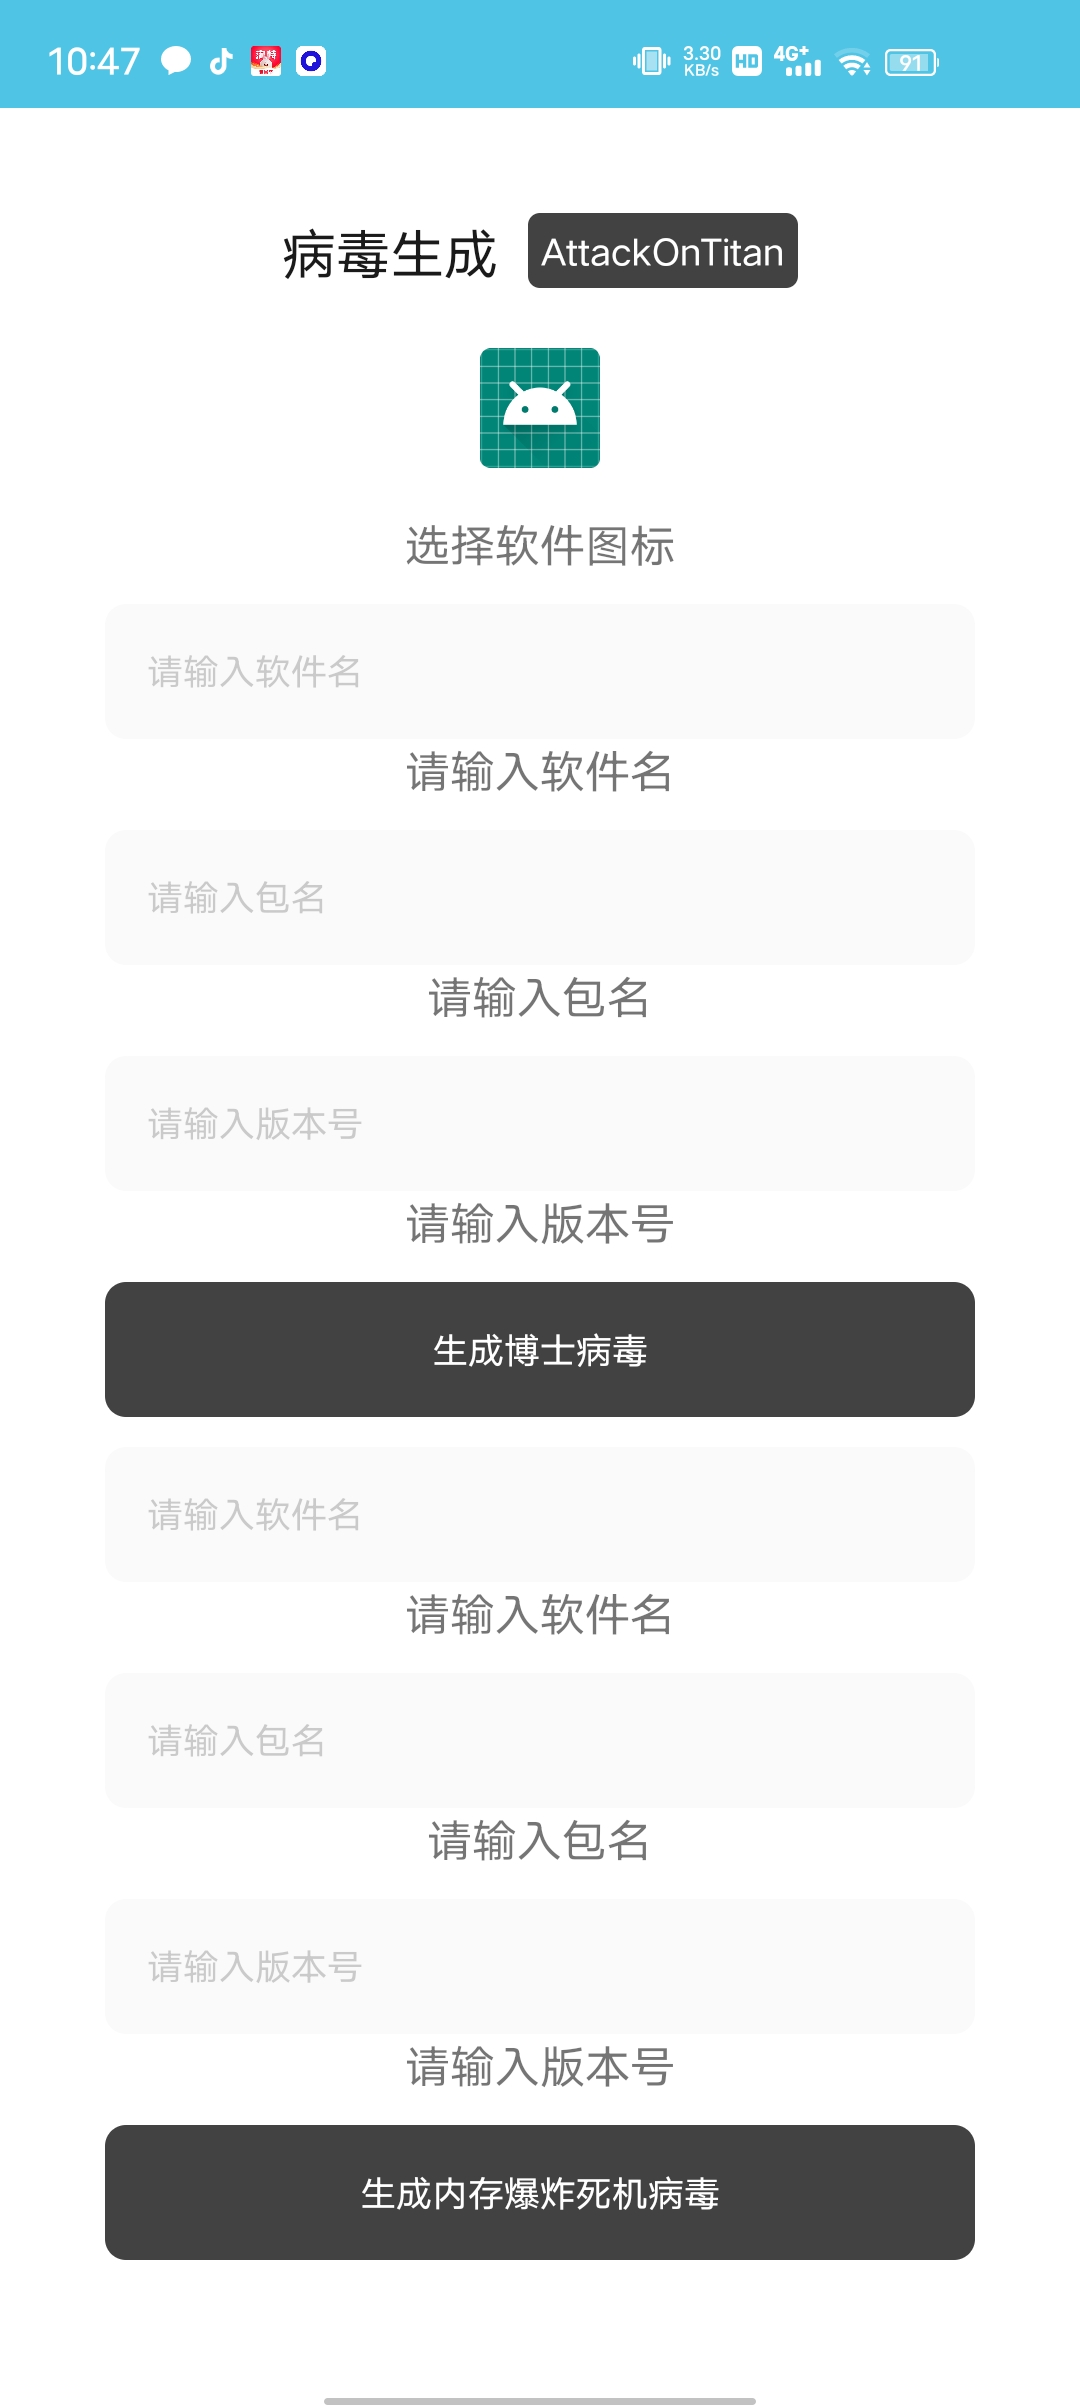 10:47
3.30
KB/s
HD
4G+
91
病毒生成 AttackOnTitan
选择软件图标
请输入软件名
请输入软件名
请输入包名
请输入包名
请输入版本号
请输入版本号
生成博士病毒
请输入软件名
请输入软件名
请输入包名
请输入包名
请输入版本号
请输入版本号
生成内存爆炸死机病毒